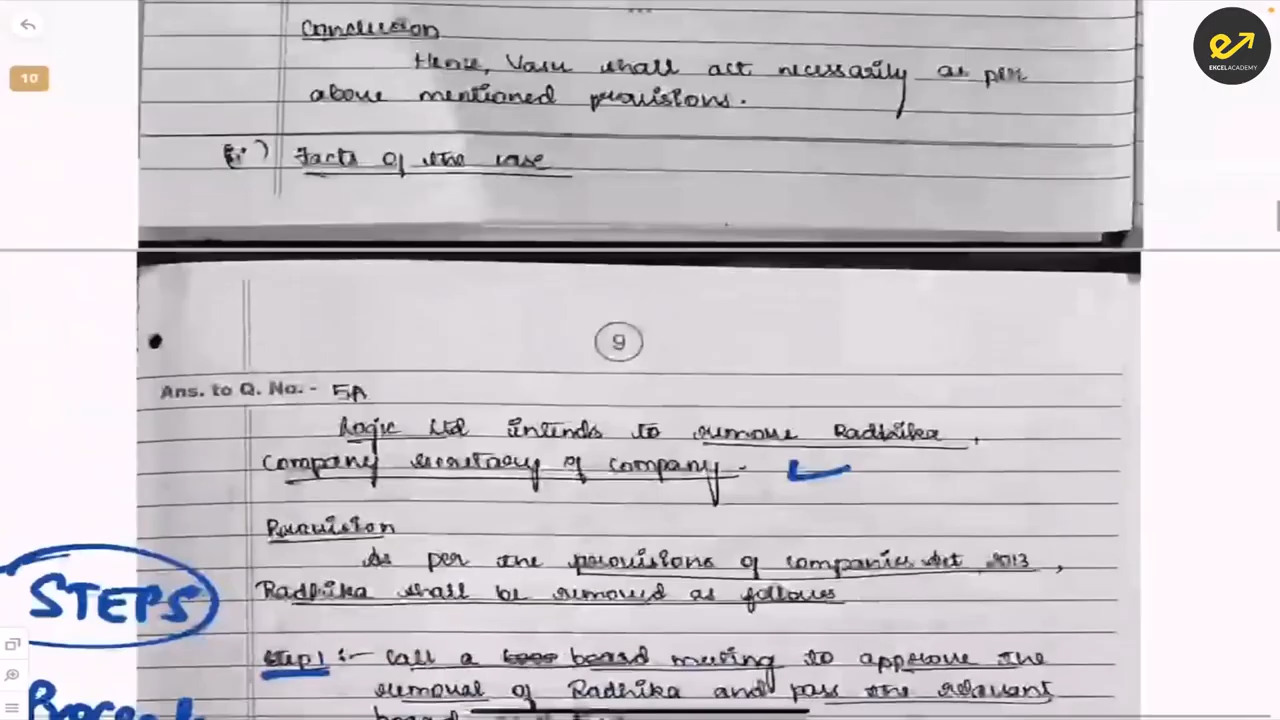 EKCEL ACADEMY
10
Conclusion
Hence, Vasu shall act necessarily as per
above mentioned provisions.
Facts of the case
9
Ans. to Q. No. - 5A
Logic Ltd intends to remove Radhika,
company secretary of company.
Provision
As per the provisions of companies Act, 2013,
Radhika shall be removed as follows
STEPS
Step 1 :- Call a board meeting to approve the
removal of Radhika and pass the relevant
board